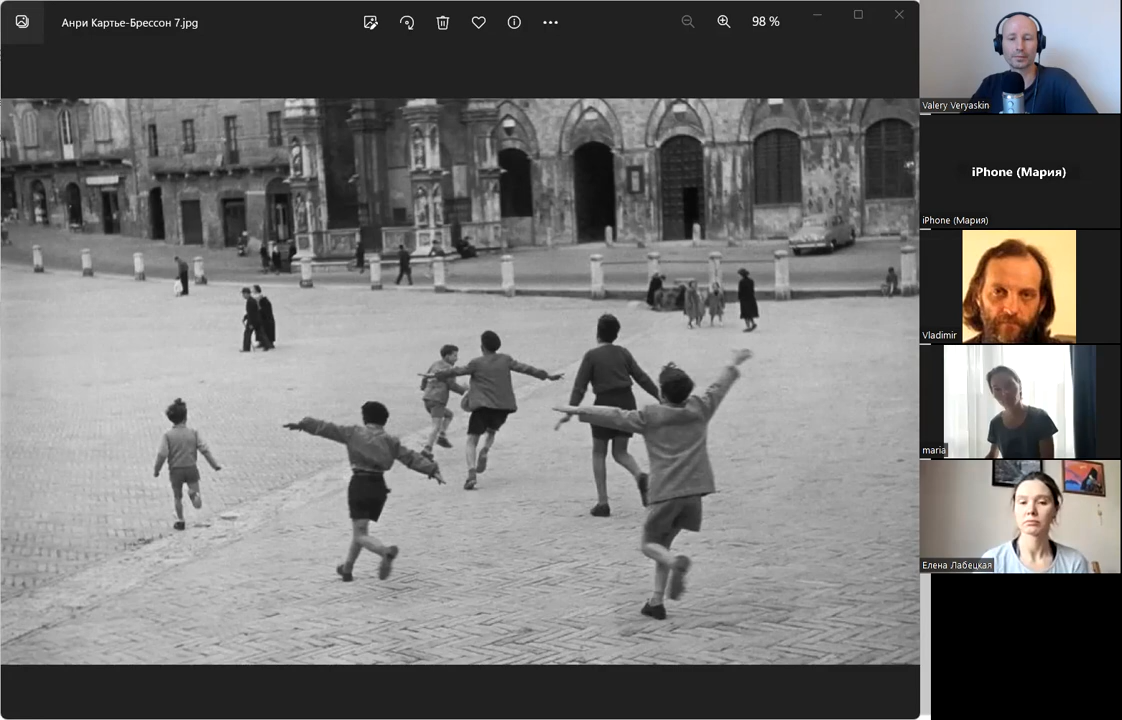 Анри Картье-Брессон 7.jpg
98 %
Valery Veryaskin
iPhone (Мария)
iPhone (Мария)
Vladimir
maria
Елена Лабецкая